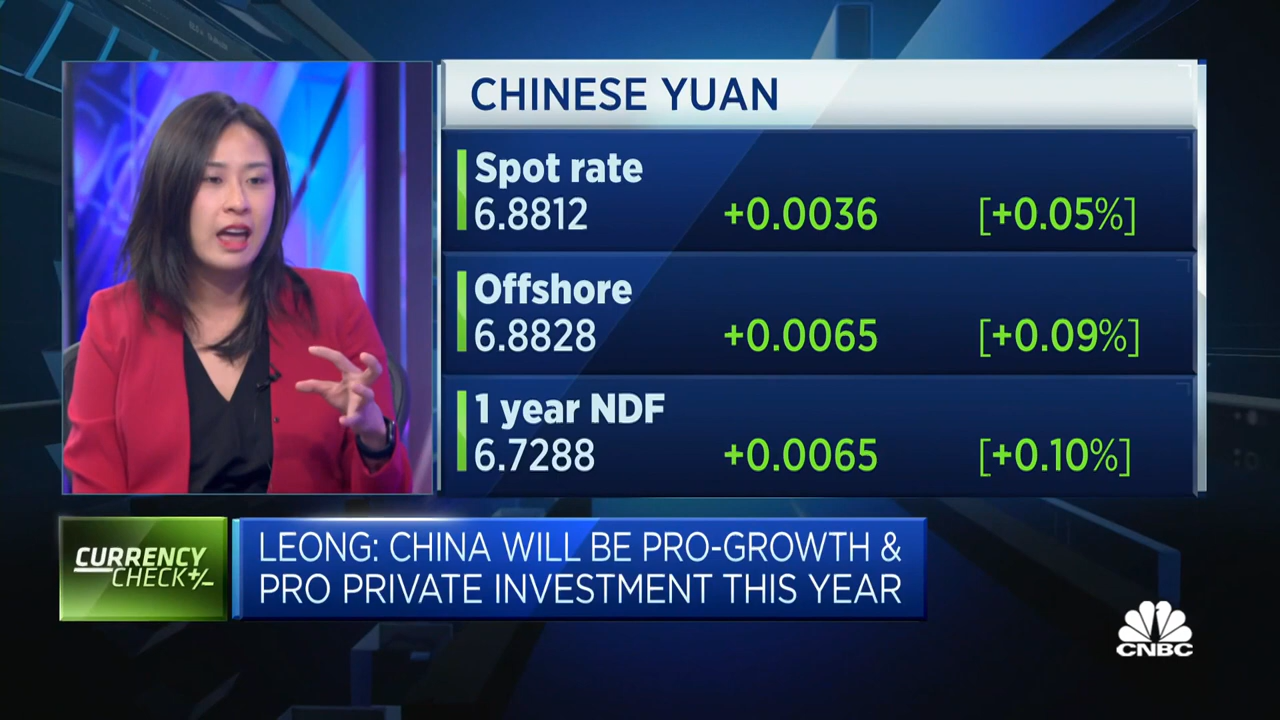 CHINESE YUAN
Spot rate
6.8812 +0.0036 [+0.05%]
Offshore
6.8828 +0.0065 [+0.09%]
1 year NDF
6.7288 +0.0065 [+0.10%]
CURRENCY
CHECK+/-
LEONG: CHINA WILL BE PRO-GROWTH &
PRO PRIVATE INVESTMENT THIS YEAR
CNBC